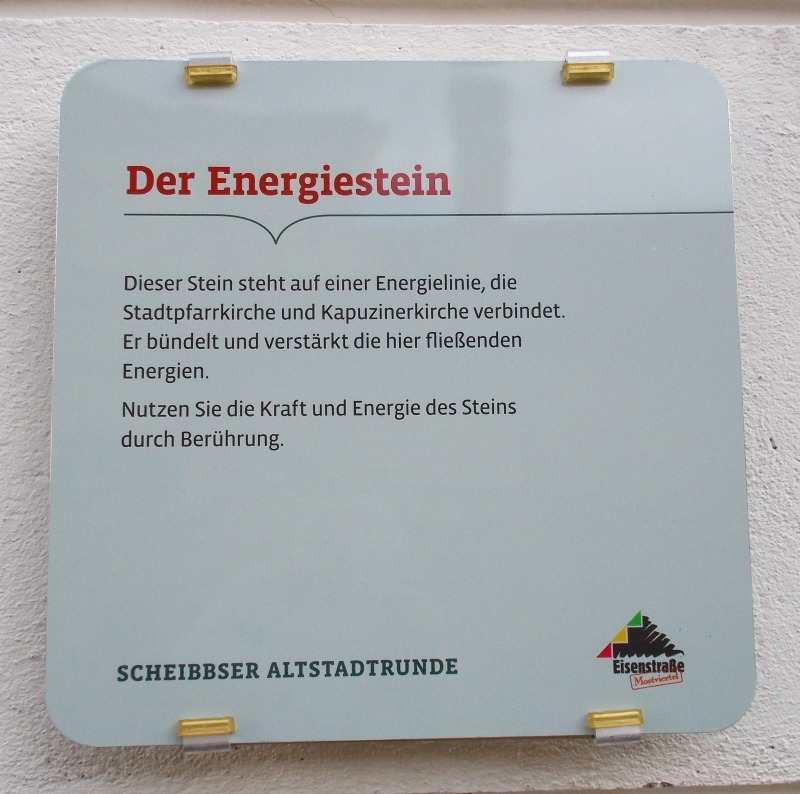 Der Energiestein
Dieser Stein steht auf einer Energielinie, die
Stadtpfarrkirche und Kapuzinerkirche verbindet.
Er bündelt und verstärkt die hier fließenden
Energien.
Nutzen Sie die Kraft und Energie des Steins
durch Berührung.
SCHEIBBSER ALTSTADTRUNDE
Eisenstraße
Mostviertel